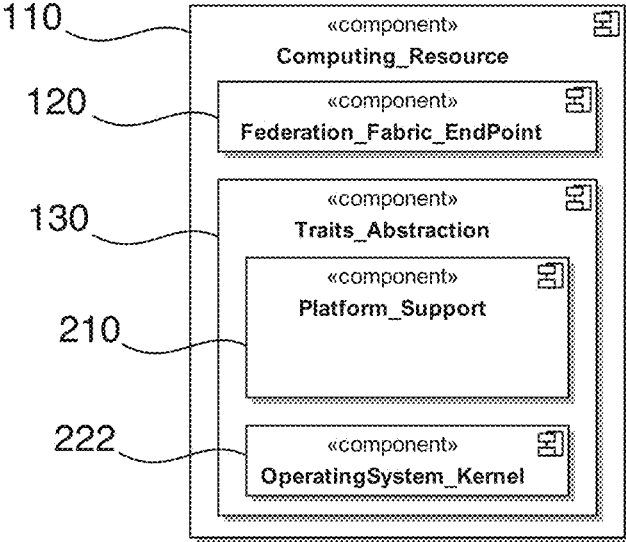 110
«component»
Computing_Resource
120
«component»
Federation_Fabric_EndPoint
130
«component»
Traits_Abstraction
210
«component»
Platform_Support
222
«component»
OperatingSystem_Kernel